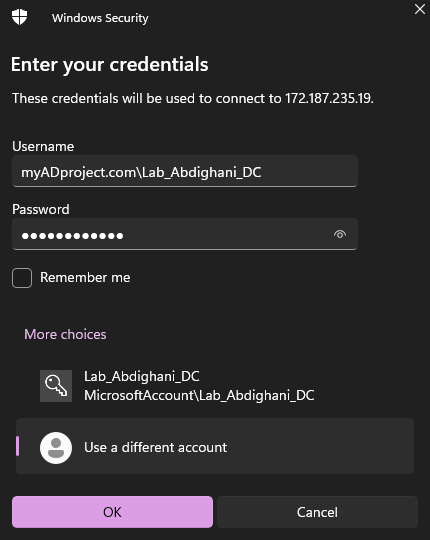 Windows Security
Enter your credentials
These credentials will be used to connect to 172.187.235.19.
Username
myADproject.com\Lab_Abdighani_DC
Password
●●●●●●●●●●●●
Remember me
More choices
Lab_Abdighani_DC
MicrosoftAccount\Lab_Abdighani_DC
Use a different account
OK
Cancel